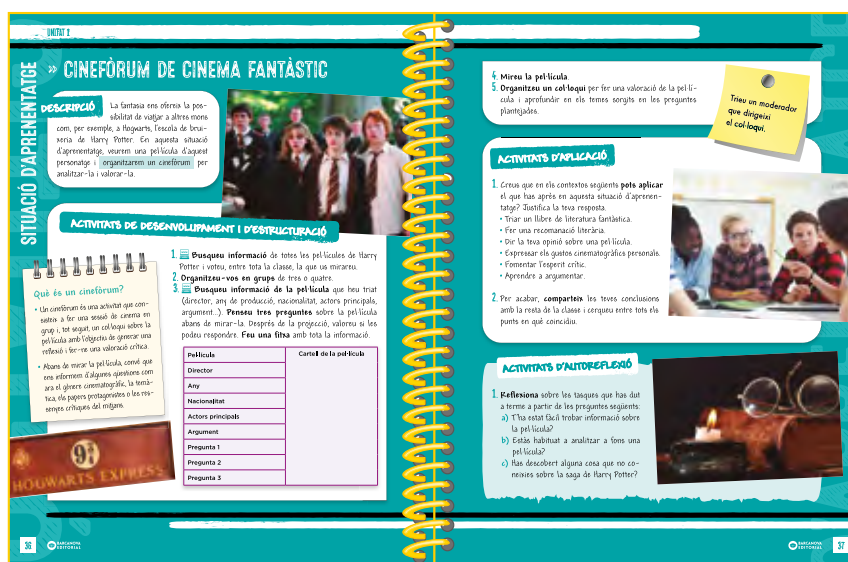 UNITAT 2
SITUACIÓ D'APRENENTATGE
» CINEFÒRUM DE CINEMA FANTÀSTIC
DESCRIPCIÓ
La fantasia ens ofereix la pos-
sibilitat de viatjar a altres mons
com, per exemple, a Hogwarts, l'escola de brui-
xeria de Harry Potter. En aquesta situació
d'aprenentatge, veurem una pel·lícula d'aquest
personatge i organitzarem un cinefòrum per
analitzar-la i valorar-la.
ACTIVITATS DE DESENVOLUPAMENT I D'ESTRUCTURACIÓ
1. Busqueu informació de totes les pel·lícules de Harry
Potter i voteu, entre tota la classe, la que us mirareu.
2. Organitzeu-vos en grups de tres o quatre.
3. Busqueu informació de la pel·lícula que heu triat
(director, any de producció, nacionalitat, actors principals,
argument...). Penseu tres preguntes sobre la pel·lícula
abans de mirar-la. Després de la projecció, valoreu si les
podeu respondre. Feu una fitxa amb tota la informació.
Què és un cinefòrum?
• Un cinefòrum és una activitat que con-
sisteix a fer una sessió de cinema en
grup i, tot seguit, un col·loqui sobre la
pel·lícula amb l'objectiu de generar una
reflexió i fer-ne una valoració crítica.
• Abans de mirar la pel·lícula, convé que
ens informem d'algunes qüestions com
ara el gènere cinematogràfic, la temà-
tica, els papers protagonistes o les res-
senyes crítiques del mitjans.
Pel·lícula
Cartell de la pel·lícula
Director
Any
Nacionalitat
Actors principals
Argument
Pregunta 1
Pregunta 2
Pregunta 3
9¾
HOGWARTS EXPRESS
36
BARCANOVA
EDITORIAL
4. Mireu la pel·lícula.
5. Organitzeu un col·loqui per fer una valoració de la pel·lí-
cula i aprofundir en els temes sorgits en les preguntes
plantejades.
Trieu un moderador
que dirigeixi
el col·loqui.
ACTIVITATS D'APLICACIÓ
1. Creus que en els contextos següents pots aplicar
el que has après en aquesta situació d'aprenen-
tatge? Justifica la teva resposta.
• Triar un llibre de literatura fantàstica.
• Fer una recomanació literària.
• Dir la teva opinió sobre una pel·lícula.
• Expressar els gustos cinematogràfics personals.
• Fomentar l'esperit crític.
• Aprendre a argumentar.
2. Per acabar, comparteix les teves conclusions
amb la resta de la classe i cerqueu entre tots els
punts en què coincidiu.
ACTIVITATS D'AUTOREFLEXIÓ
1. Reflexiona sobre les tasques que has dut
a terme a partir de les preguntes següents:
a) T'ha estat fàcil trobar informació sobre
la pel·lícula?
b) Estàs habituat a analitzar a fons una
pel·lícula?
c) Has descobert alguna cosa que no co-
neixies sobre la saga de Harry Potter?
BARCANOVA
EDITORIAL
37